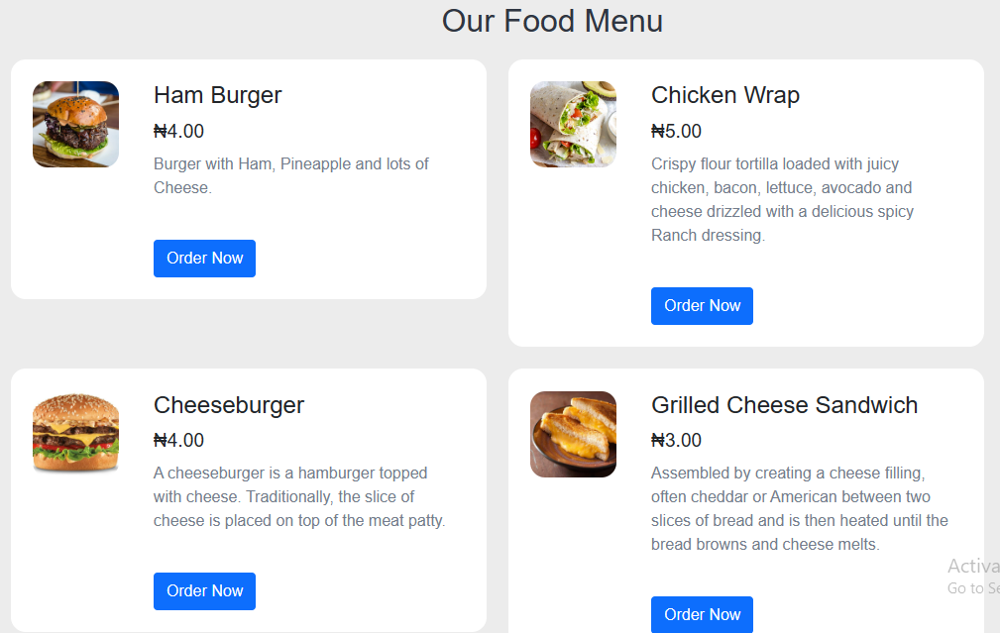 Our Food Menu
Ham Burger
₦4.00
Burger with Ham, Pineapple and lots of
Cheese.
Order Now
Chicken Wrap
₦5.00
Crispy flour tortilla loaded with juicy
chicken, bacon, lettuce, avocado and
cheese drizzled with a delicious spicy
Ranch dressing.
Order Now
Cheeseburger
₦4.00
A cheeseburger is a hamburger topped
with cheese. Traditionally, the slice of
cheese is placed on top of the meat patty.
Order Now
Grilled Cheese Sandwich
₦3.00
Assembled by creating a cheese filling,
often cheddar or American between two
slices of bread and is then heated until the
bread browns and cheese melts.
Order Now
Activa
Go to Se